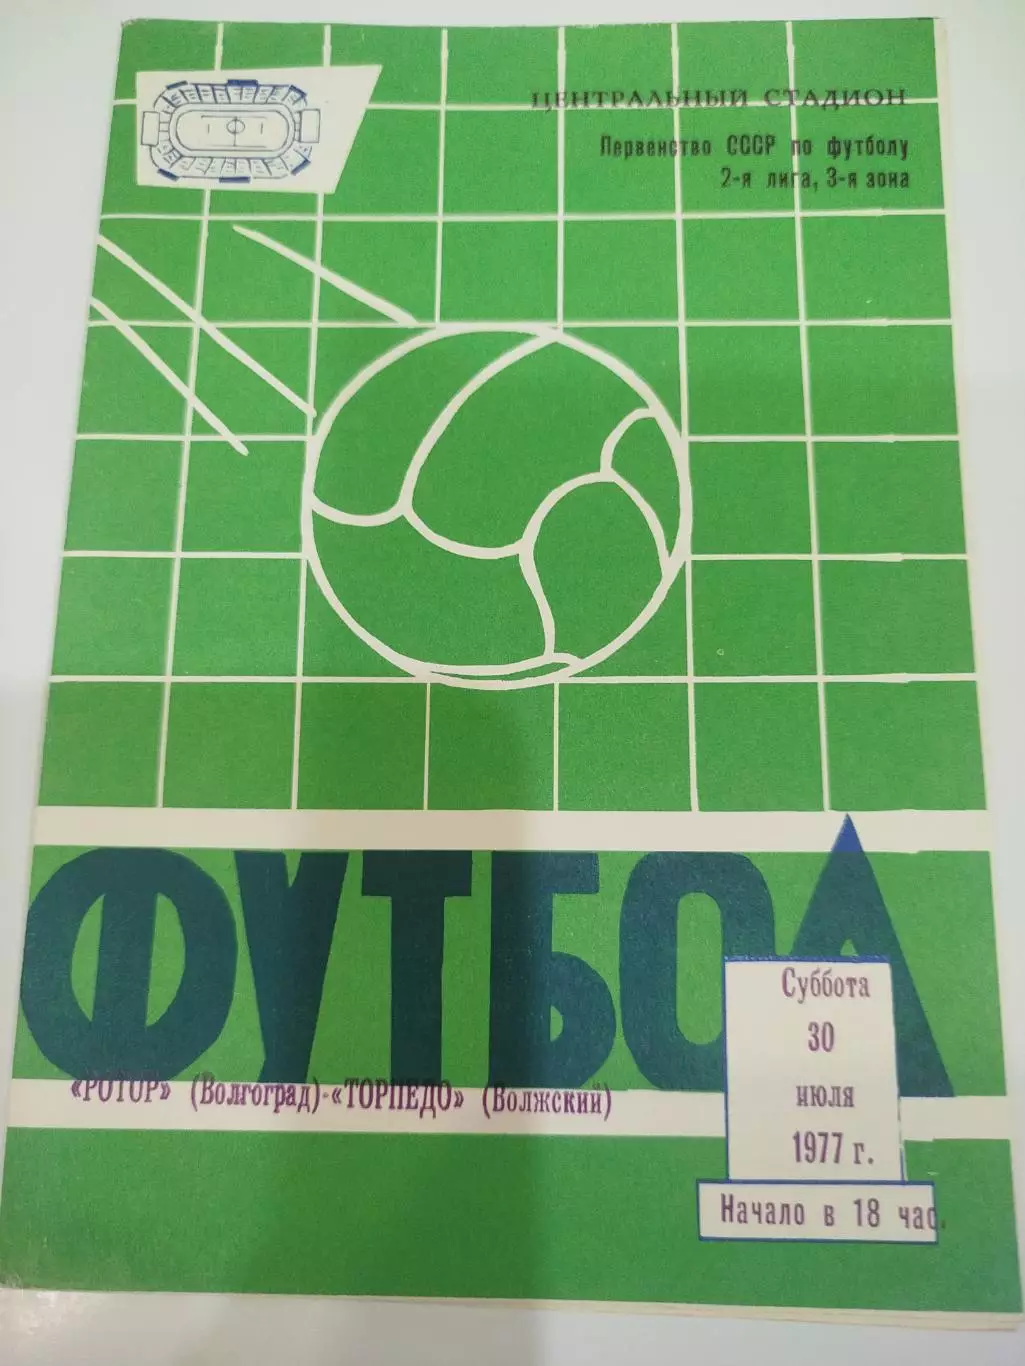 ЦЕНТРАЛЬНЫЙ СТАДИОН
Первенство СССР по футболу
2-я лига, 3-я зона
ФУТБОЛ
Суббота
30
июля
1977 г.
«РОТОР» (Волгоград)-«ТОРПЕДО» (Волжский)
Начало в 18 час.